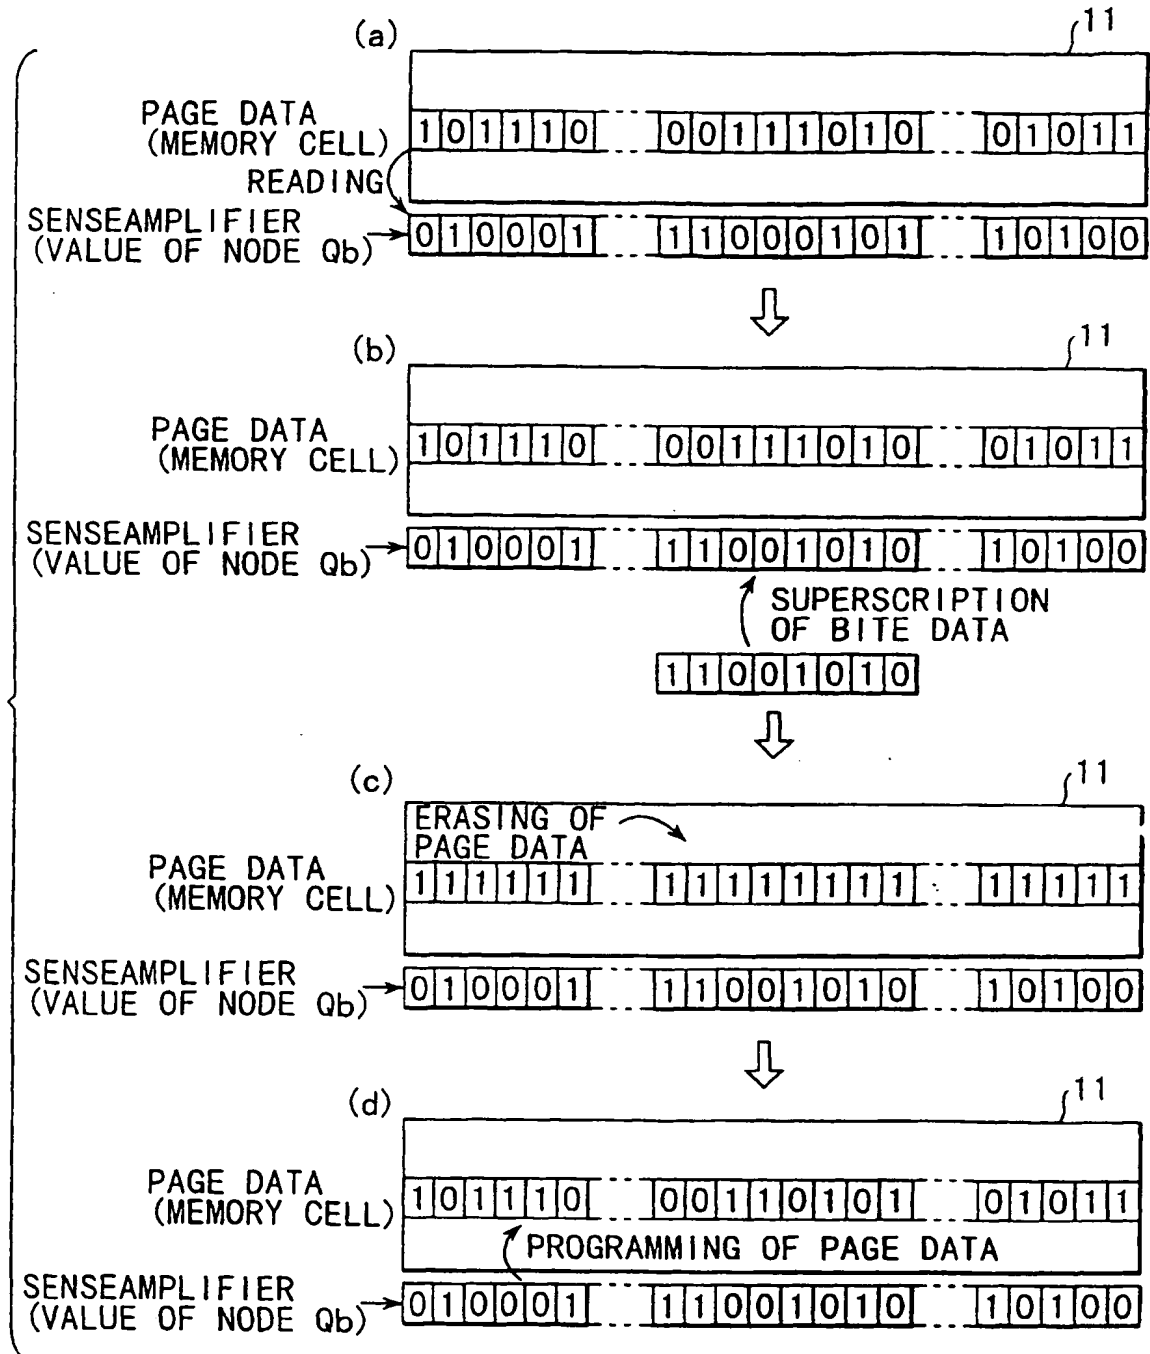 (a)
11
PAGE DATA
(MEMORY CELL)
1 0 1 1 1 0 --- 0 0 1 1 1 0 1 0 --- 0 1 0 1 1
READING
SENSEAMPLIFIER
(VALUE OF NODE Qb)
0 1 0 0 0 1 --- 1 1 0 0 0 1 0 1 --- 1 0 1 0 0
(b)
11
PAGE DATA
(MEMORY CELL)
1 0 1 1 1 0 --- 0 0 1 1 1 0 1 0 --- 0 1 0 1 1
SENSEAMPLIFIER
(VALUE OF NODE Qb)
0 1 0 0 0 1 --- 1 1 0 0 1 0 1 0 --- 1 0 1 0 0
SUPERSCRIPTION
OF BITE DATA
1 1 0 0 1 0 1 0
(c)
11
ERASING OF
PAGE DATA
PAGE DATA
(MEMORY CELL)
1 1 1 1 1 1 --- 1 1 1 1 1 1 1 1 --- 1 1 1 1 1
SENSEAMPLIFIER
(VALUE OF NODE Qb)
0 1 0 0 0 1 --- 1 1 0 0 1 0 1 0 --- 1 0 1 0 0
(d)
11
PAGE DATA
(MEMORY CELL)
1 0 1 1 1 0 --- 0 0 1 1 0 1 0 1 --- 0 1 0 1 1
PROGRAMMING OF PAGE DATA
SENSEAMPLIFIER
(VALUE OF NODE Qb)
0 1 0 0 0 1 --- 1 1 0 0 1 0 1 0 --- 1 0 1 0 0